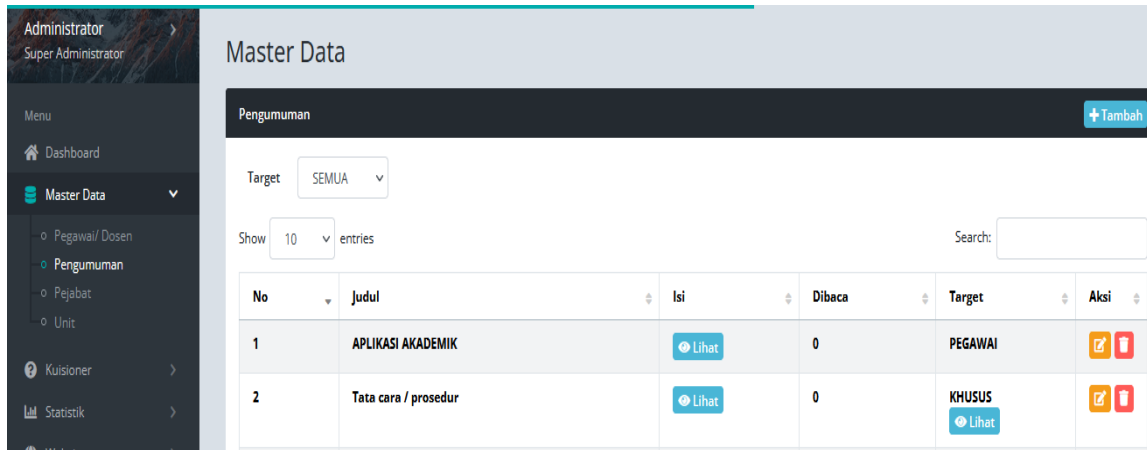 Administrator
Super Administrator
Menu
Dashboard
Master Data
Pegawai/ Dosen
Pengumuman
Pejabat
Unit
Kuisioner
Statistik
Master Data
Pengumuman
Tambah
Target SEMUA
Show 10 entries
Search:
No Judul Isi Dibaca Target Aksi
1 APLIKASI AKADEMIK Lihat 0 PEGAWAI
2 Tata cara / prosedur Lihat 0 KHUSUS
Lihat